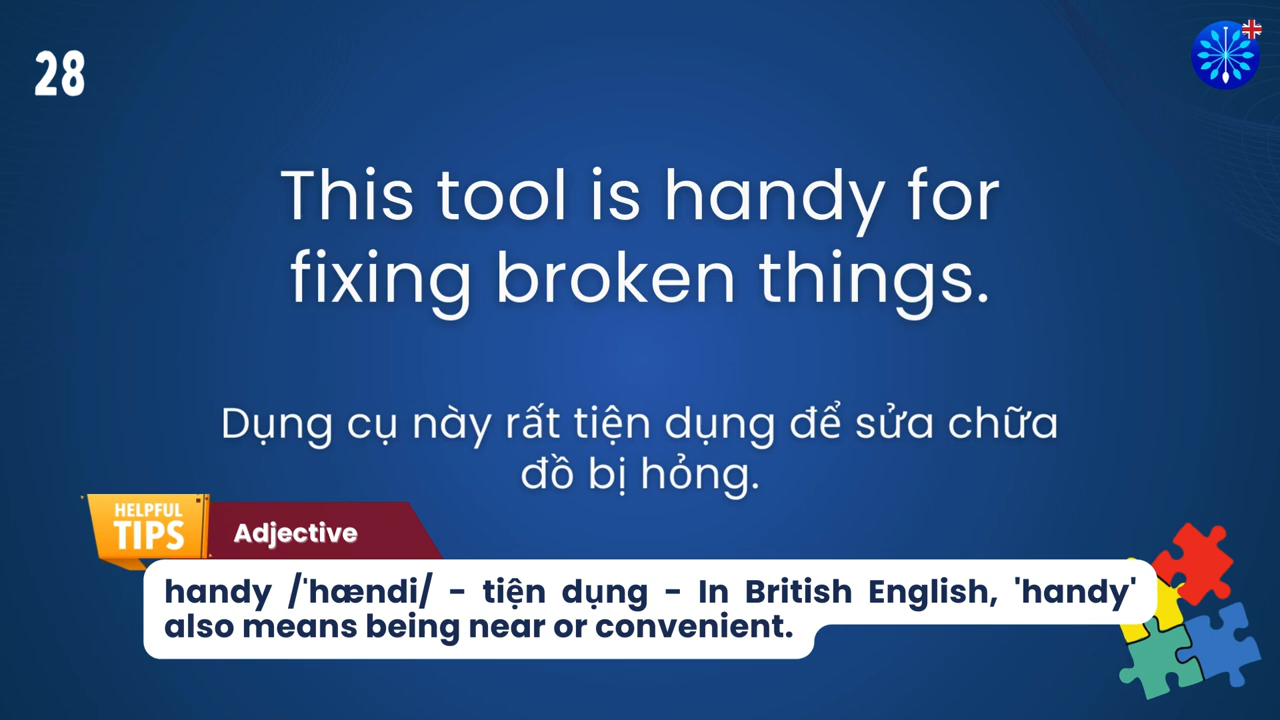 28
This tool is handy for
fixing broken things.
Dụng cụ này rất tiện dụng để sửa chữa
đồ bị hỏng.
HELPFUL
TIPS
Adjective
handy /ˈhændi/ - tiện dụng - In British English, 'handy'
also means being near or convenient.